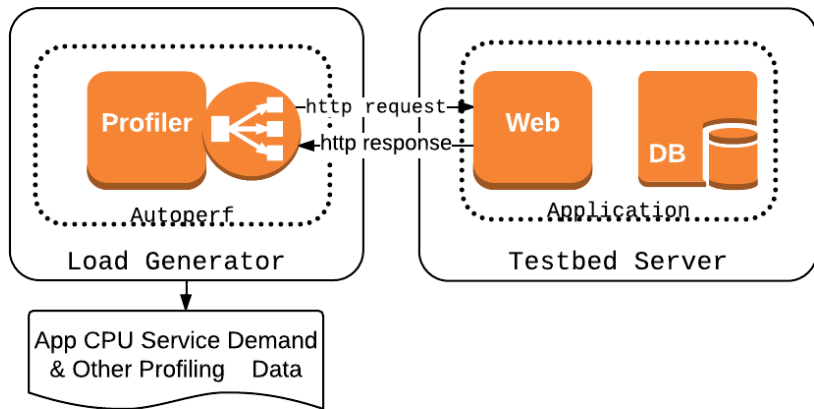 Profiler
http request
http response
Web
DB
Autoperf
Application
Load Generator
Testbed Server
App CPU Service Demand
& Other Profiling Data